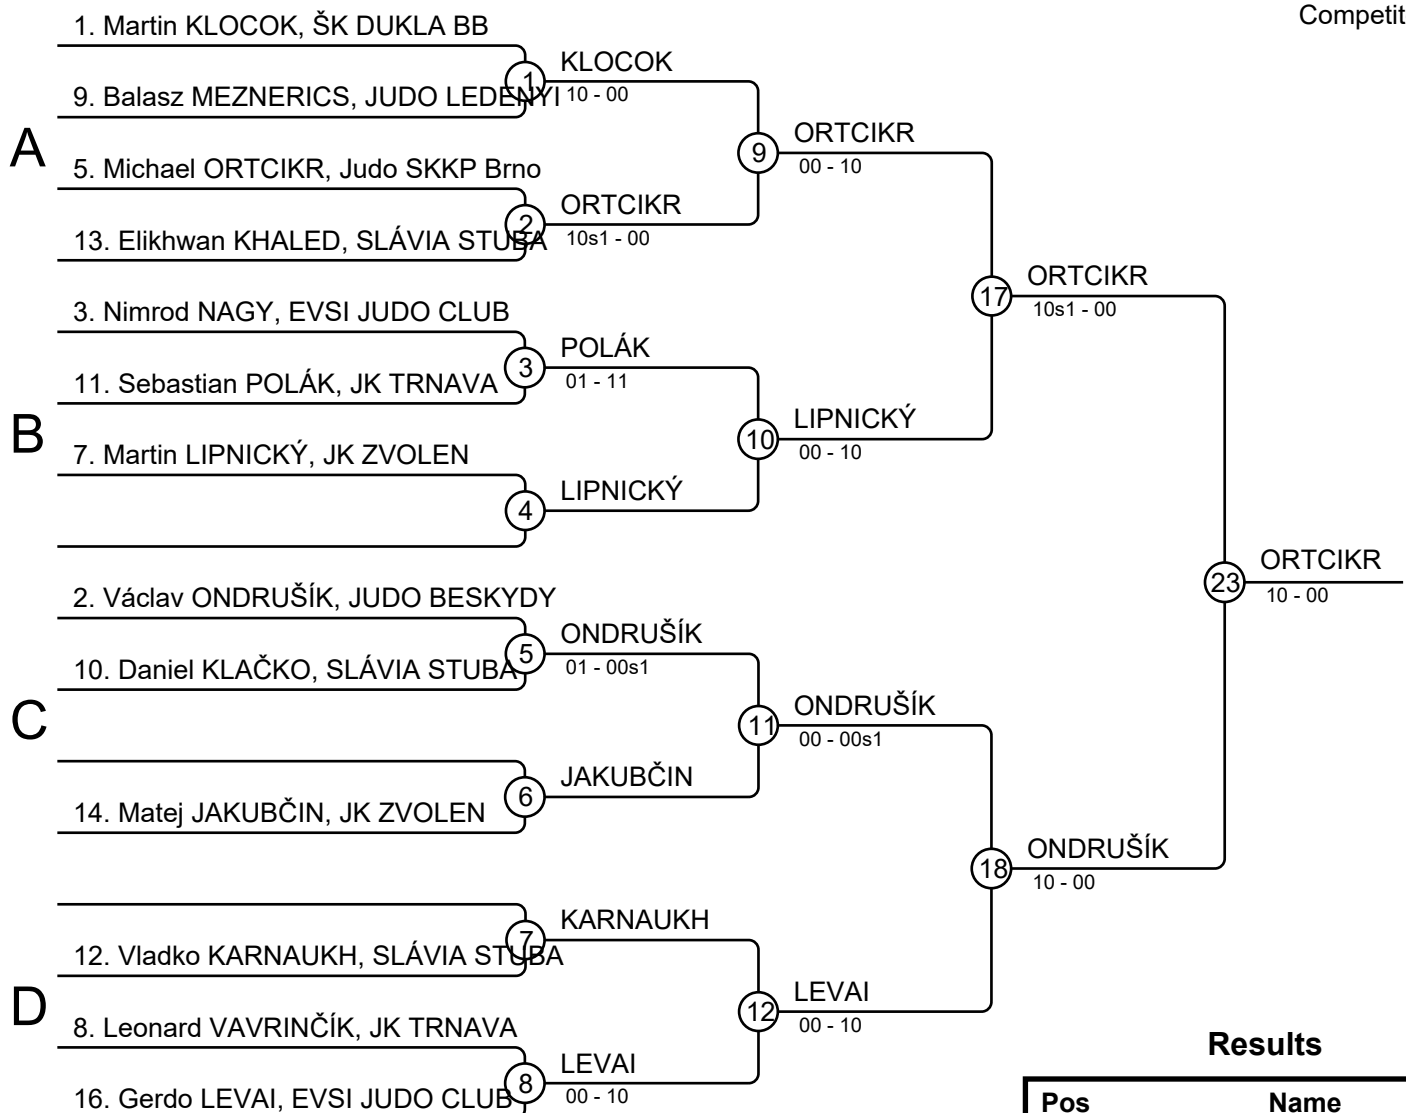 Competit
1. Martin KLOCOK, ŠK DUKLA BB
1
KLOCOK
10 - 00
9. Balasz MEZNERICS, JUDO LEDENYI
A
9
ORTCIKR
00 - 10
5. Michael ORTCIKR, Judo SKKP Brno
2
ORTCIKR
10s1 - 00
13. Elikhwan KHALED, SLÁVIA STUBA
17
ORTCIKR
10s1 - 00
3. Nimrod NAGY, EVSI JUDO CLUB
3
POLÁK
01 - 11
11. Sebastian POLÁK, JK TRNAVA
B
10
LIPNICKÝ
00 - 10
7. Martin LIPNICKÝ, JK ZVOLEN
4
LIPNICKÝ
23
ORTCIKR
10 - 00
2. Václav ONDRUŠÍK, JUDO BESKYDY
5
ONDRUŠÍK
01 - 00s1
10. Daniel KLAČKO, SLÁVIA STUBA
C
11
ONDRUŠÍK
00 - 00s1
6
JAKUBČIN
14. Matej JAKUBČIN, JK ZVOLEN
18
ONDRUŠÍK
10 - 00
7
KARNAUKH
12. Vladko KARNAUKH, SLÁVIA STUBA
D
12
LEVAI
00 - 10
8. Leonard VAVRINČÍK, JK TRNAVA
8
LEVAI
00 - 10
16. Gerdo LEVAI, EVSI JUDO CLUB
Results
Pos Name